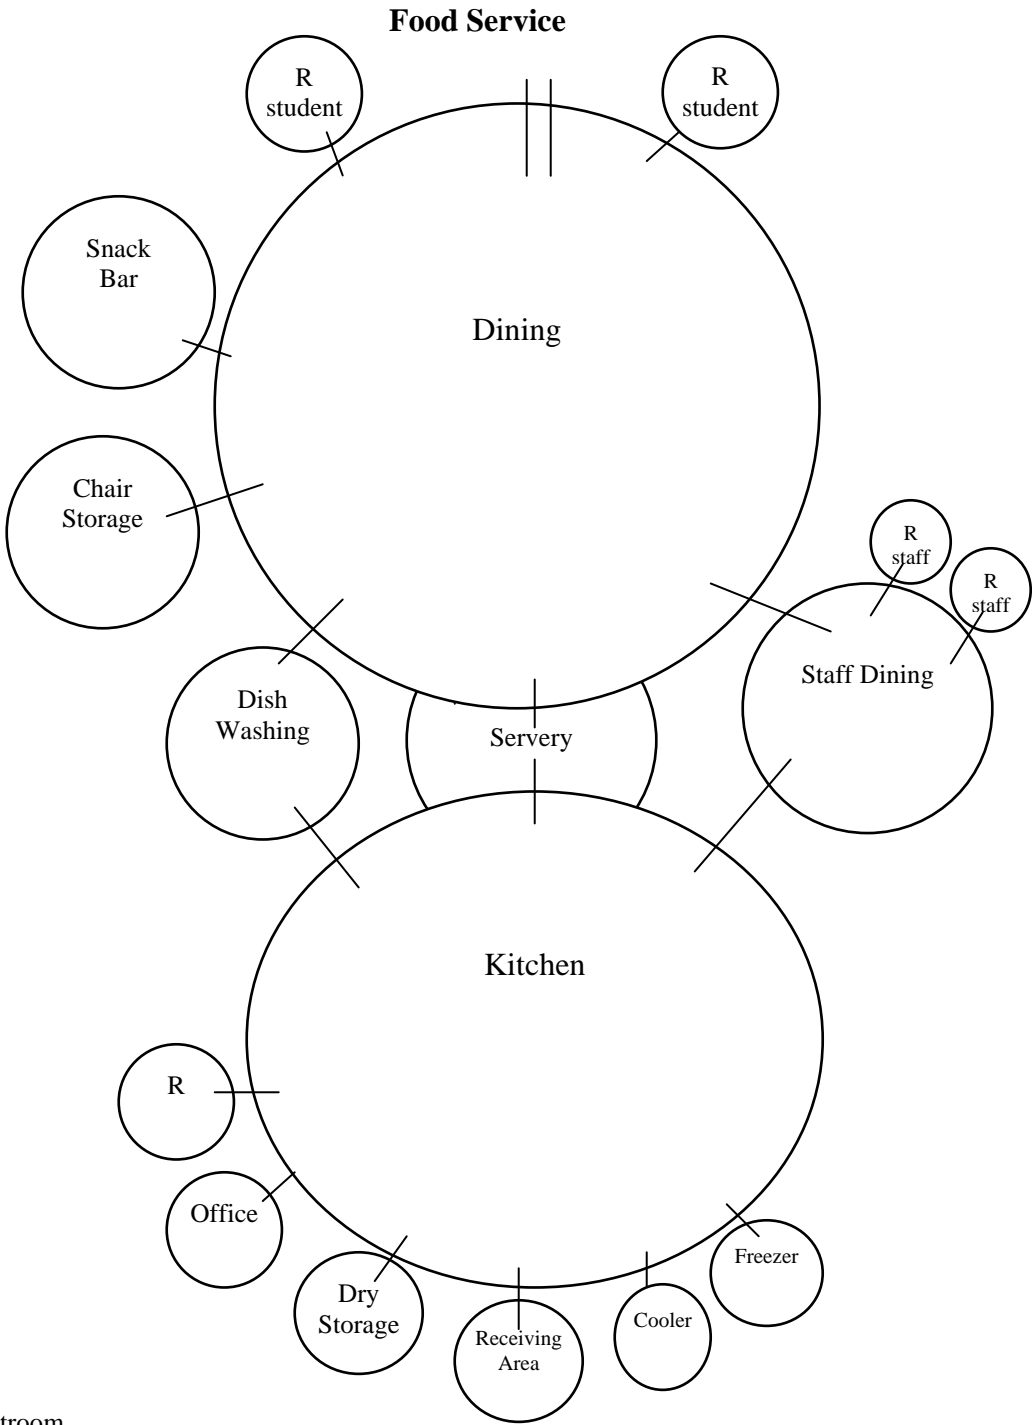 Food Service
R
student
R
student
Snack
Bar
Dining
Chair
Storage
R
staff
R
staff
Staff Dining
Dish
Washing
Servery
Kitchen
R
Office
Dry
Storage
Receiving
Area
Cooler
Freezer